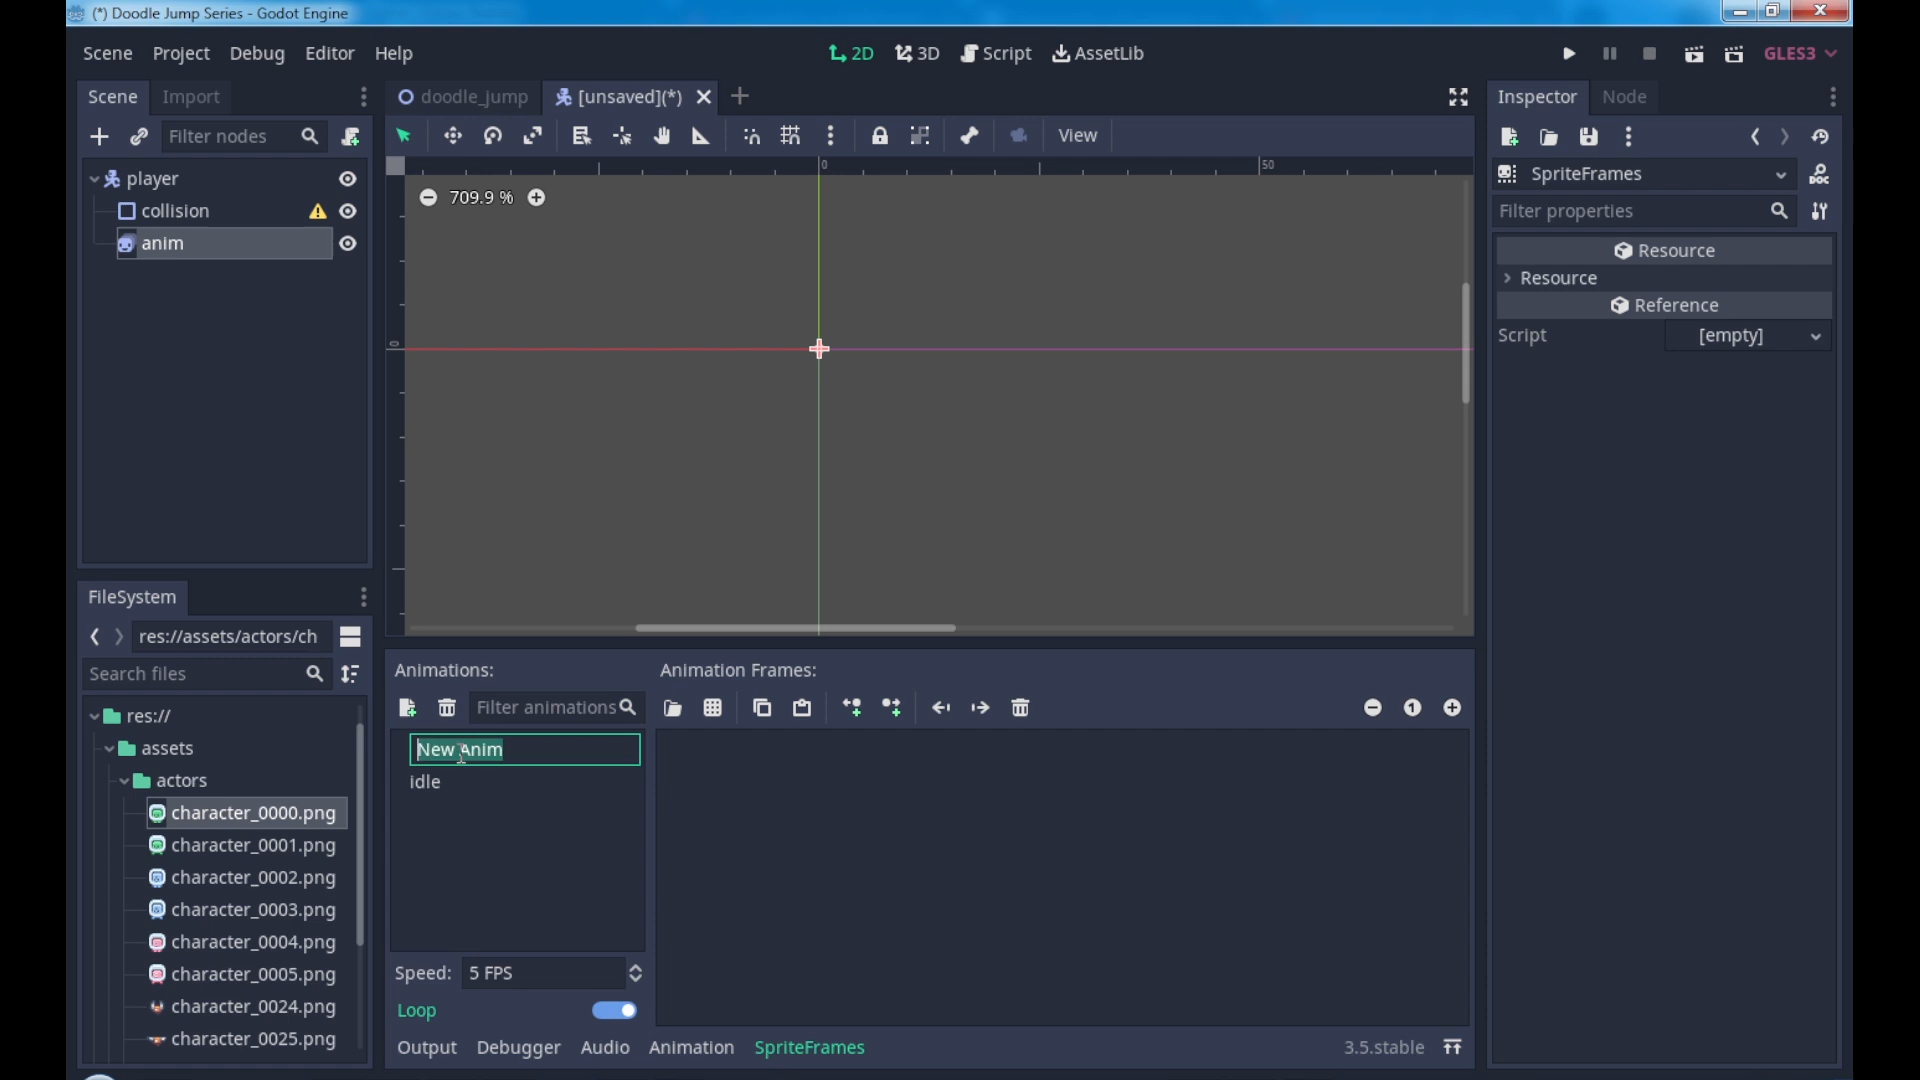 (*) Doodle Jump Series - Godot Engine
Scene Project Debug Editor Help
2D 3D Script AssetLib
GLES3
Scene Import
doodle_jump [unsaved](*)
Inspector Node
Filter nodes
View
player
collision
anim
0 50
709.9 %
0
SpriteFrames
Filter properties
Resource
Resource
Reference
Script [empty]
FileSystem
res://assets/actors/ch
Search files
res://
assets
actors
character_0000.png
character_0001.png
character_0002.png
character_0003.png
character_0004.png
character_0005.png
character_0024.png
character_0025.png
Animations:
Filter animations
New Anim
idle
Speed: 5 FPS
Loop
Animation Frames:
Output Debugger Audio Animation SpriteFrames
3.5.stable